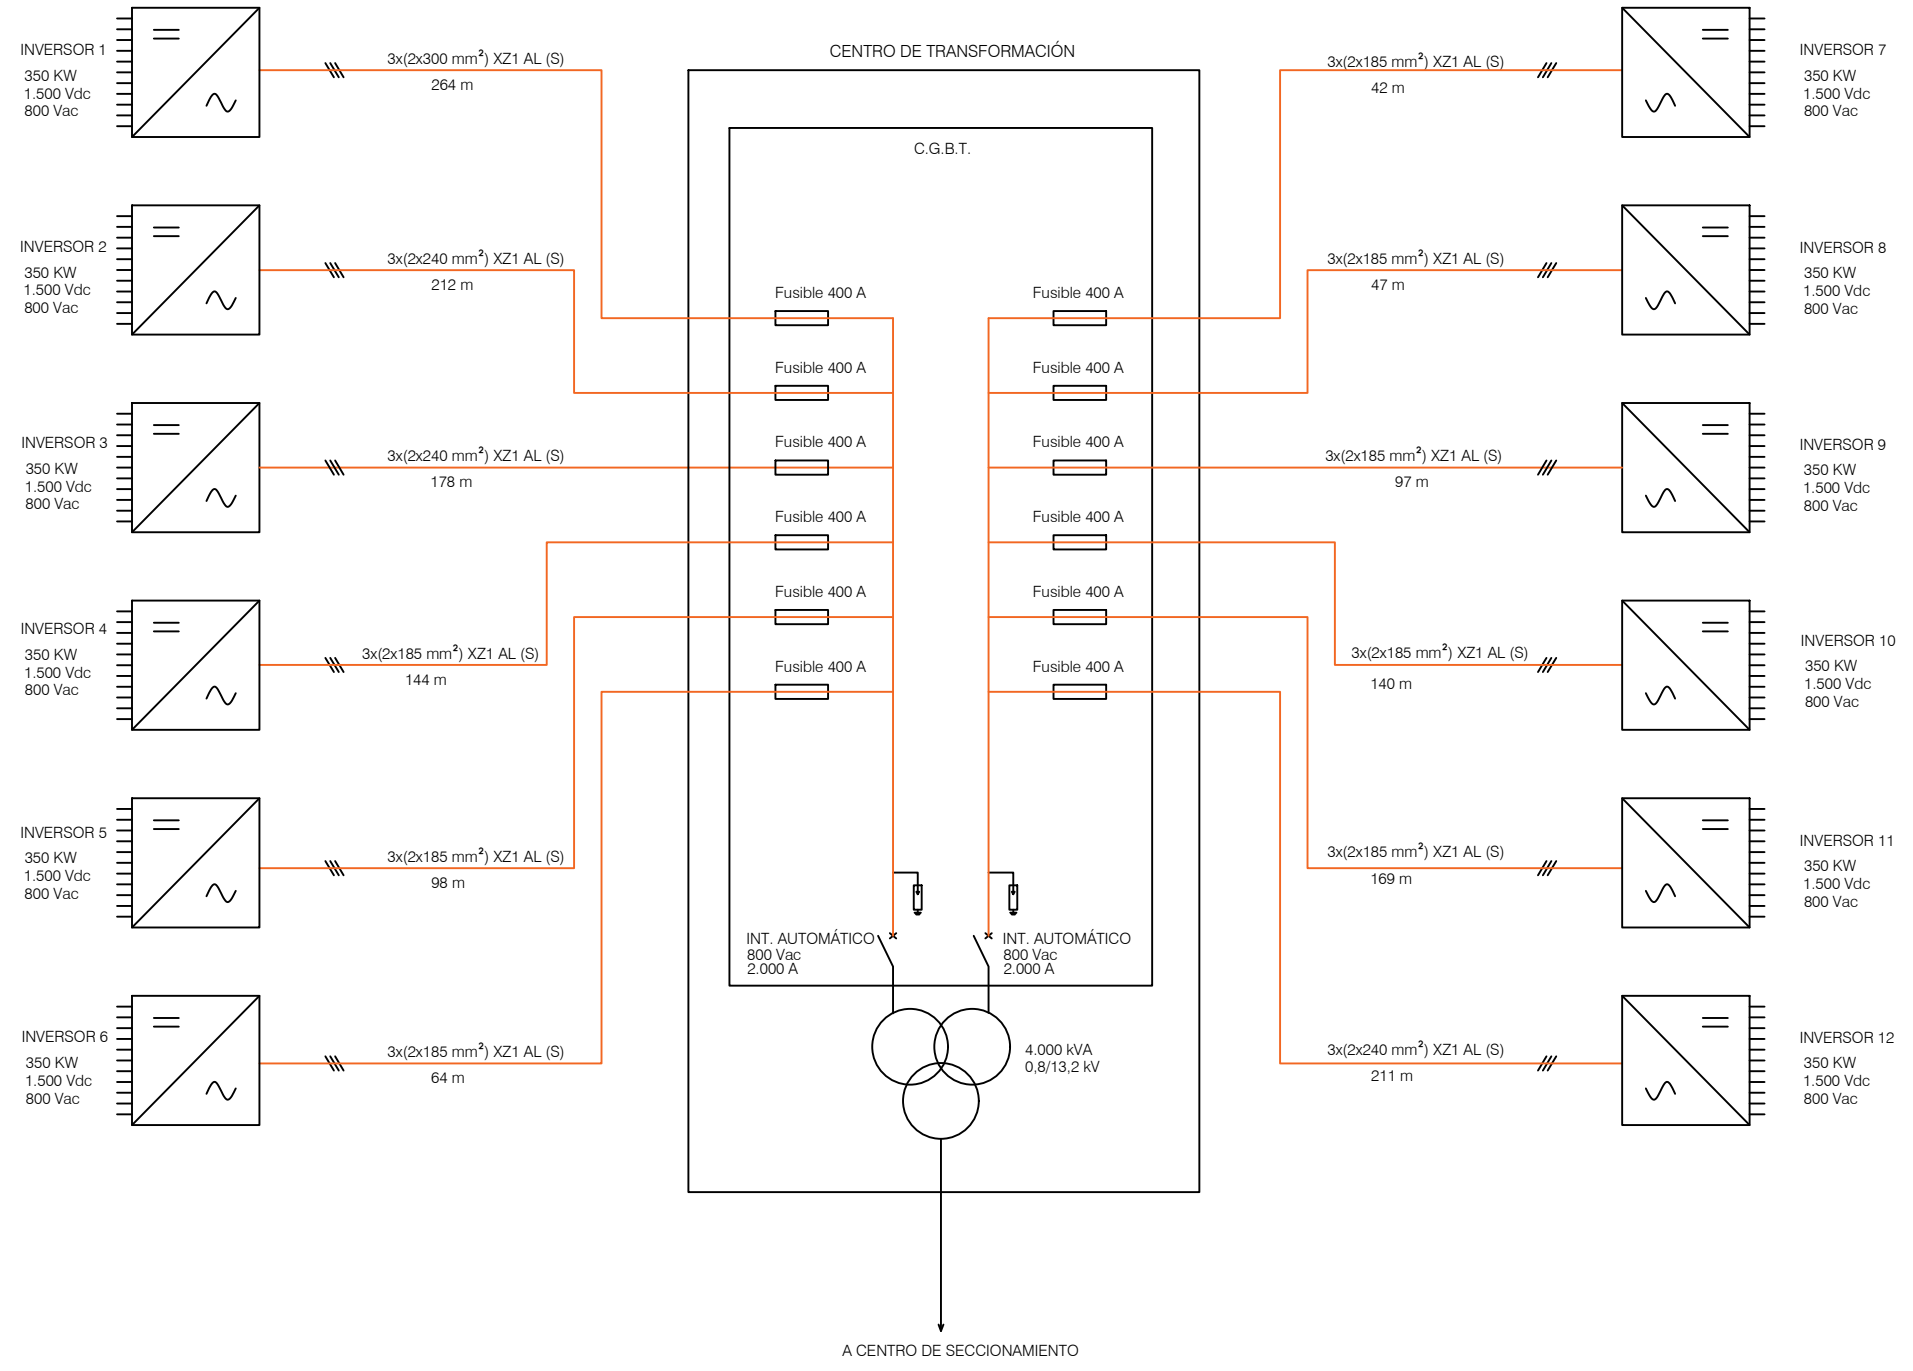 CENTRO DE TRANSFORMACIÓN
C.G.B.T.
INVERSOR 1
350 KW
1.500 Vdc
800 Vac
3x(2x300 mm²) XZ1 AL (S)
264 m
INVERSOR 2
350 KW
1.500 Vdc
800 Vac
3x(2x240 mm²) XZ1 AL (S)
212 m
INVERSOR 3
350 KW
1.500 Vdc
800 Vac
3x(2x240 mm²) XZ1 AL (S)
178 m
INVERSOR 4
350 KW
1.500 Vdc
800 Vac
3x(2x185 mm²) XZ1 AL (S)
144 m
INVERSOR 5
350 KW
1.500 Vdc
800 Vac
3x(2x185 mm²) XZ1 AL (S)
98 m
INVERSOR 6
350 KW
1.500 Vdc
800 Vac
3x(2x185 mm²) XZ1 AL (S)
64 m
Fusible 400 A
Fusible 400 A
Fusible 400 A
Fusible 400 A
Fusible 400 A
Fusible 400 A
Fusible 400 A
Fusible 400 A
Fusible 400 A
Fusible 400 A
Fusible 400 A
Fusible 400 A
INT. AUTOMÁTICO
800 Vac
2.000 A
INT. AUTOMÁTICO
800 Vac
2.000 A
4.000 kVA
0,8/13,2 kV
3x(2x185 mm²) XZ1 AL (S)
42 m
INVERSOR 7
350 KW
1.500 Vdc
800 Vac
3x(2x185 mm²) XZ1 AL (S)
47 m
INVERSOR 8
350 KW
1.500 Vdc
800 Vac
3x(2x185 mm²) XZ1 AL (S)
97 m
INVERSOR 9
350 KW
1.500 Vdc
800 Vac
3x(2x185 mm²) XZ1 AL (S)
140 m
INVERSOR 10
350 KW
1.500 Vdc
800 Vac
3x(2x185 mm²) XZ1 AL (S)
169 m
INVERSOR 11
350 KW
1.500 Vdc
800 Vac
3x(2x240 mm²) XZ1 AL (S)
211 m
INVERSOR 12
350 KW
1.500 Vdc
800 Vac
A CENTRO DE SECCIONAMIENTO